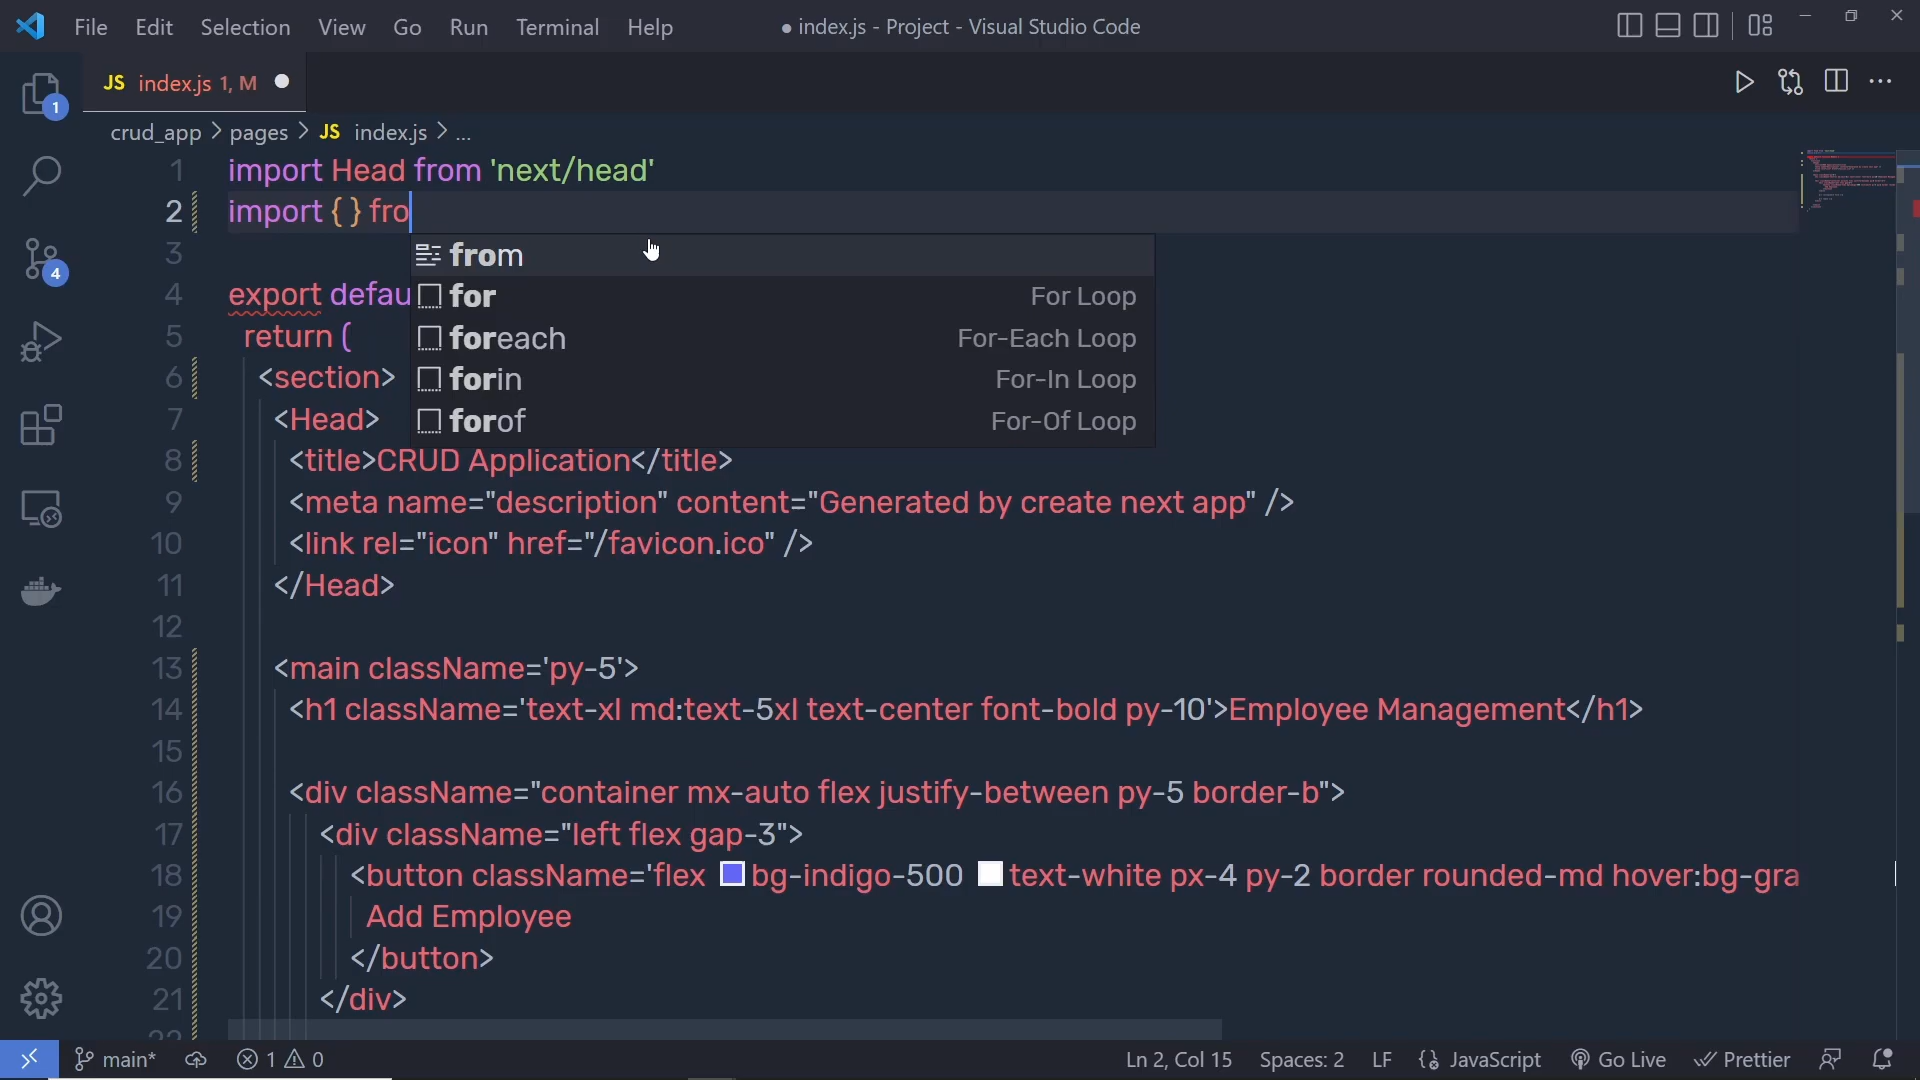 File Edit Selection View Go Run Terminal Help
● index.js - Project - Visual Studio Code
JS index.js 1, M ●
1
crud_app > pages > JS index.js > ...
1 import Head from 'next/head'
2 import { } fro
from
3
4 export defau
for For Loop
5 return (
foreach For-Each Loop
6 <section>
forin For-In Loop
7 <Head>
forof For-Of Loop
8 <title>CRUD Application</title>
9 <meta name="description" content="Generated by create next app" />
10 <link rel="icon" href="/favicon.ico" />
11 </Head>
12
13 <main className='py-5'>
14 <h1 className='text-xl md:text-5xl text-center font-bold py-10'>Employee Management</h1>
15
16 <div className="container mx-auto flex justify-between py-5 border-b">
17 <div className="left flex gap-3">
18 <button className='flex bg-indigo-500 text-white px-4 py-2 border rounded-md hover:bg-gra
19 Add Employee
20 </button>
21 </div>
22
4
main* 1 0
Ln 2, Col 15 Spaces: 2 LF {} JavaScript Go Live Prettier